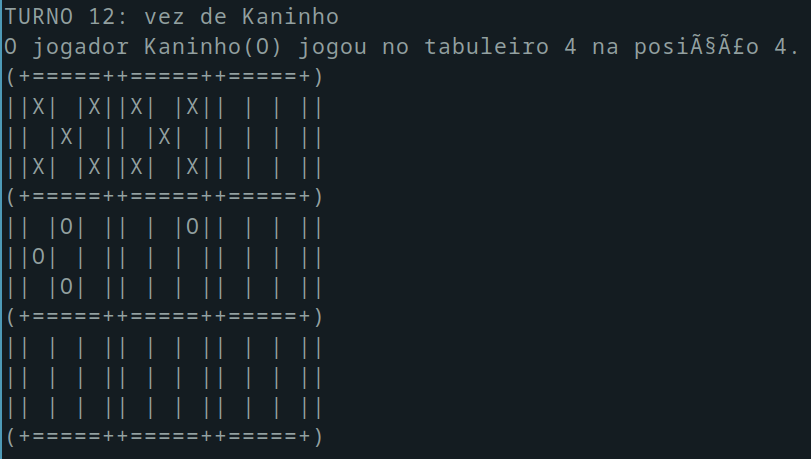 TURNO 12: vez de Kaninho
O jogador Kaninho(O) jogou no tabuleiro 4 na posiÃ§Ã£o 4.
(+=====++=====++=====+)
||X| |X||X| |X|| | | ||
|| |X| || |X| || | | ||
||X| |X||X| |X|| | | ||
(+=====++=====++=====+)
|| |O| || | |O|| | | ||
||O| | || | | || | | ||
|| |O| || | | || | | ||
(+=====++=====++=====+)
|| | | || | | || | | ||
|| | | || | | || | | ||
|| | | || | | || | | ||
(+=====++=====++=====+)